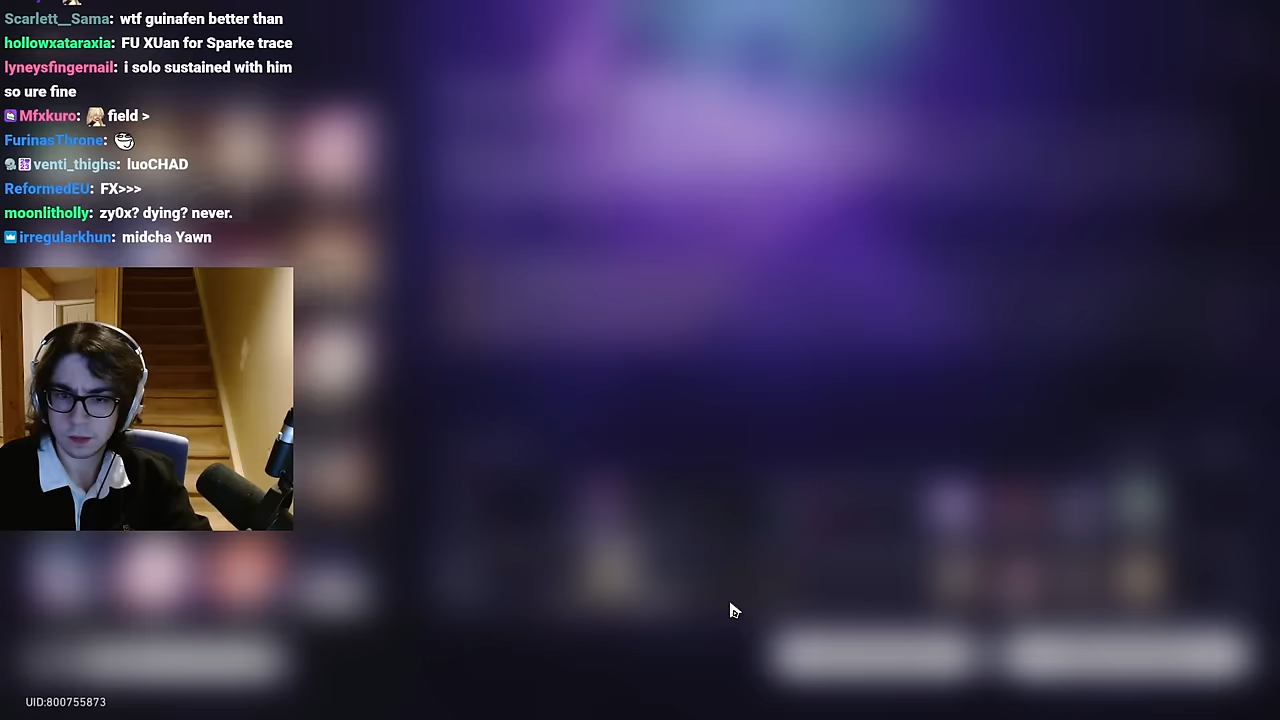 Scarlett__Sama: wtf guinafen better than
hollowxataraxia: FU XUan for Sparke trace
lyneysfingernail: i solo sustained with him
so ure fine
Mfxkuro: field >
FurinasThrone:
venti_thighs: luoCHAD
ReformedEU: FX>>>
moonlitholly: zy0x? dying? never.
irregularkhun: midcha Yawn
UID:800755873